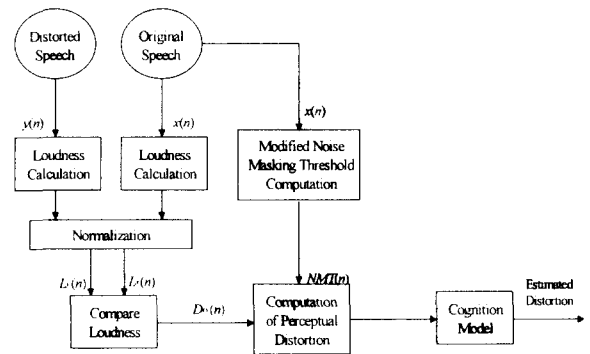 Distorted
Speech
Original
Speech
y(n)
x(n)
x(n)
Loudness
Calculation
Loudness
Calculation
Modified Noise
Masking Threshold
Computation
Normalization
NMT(n)
Compare
Loudness
Computation
of Perceptual
Distortion
Cognition
Model
Estimated
Distortion